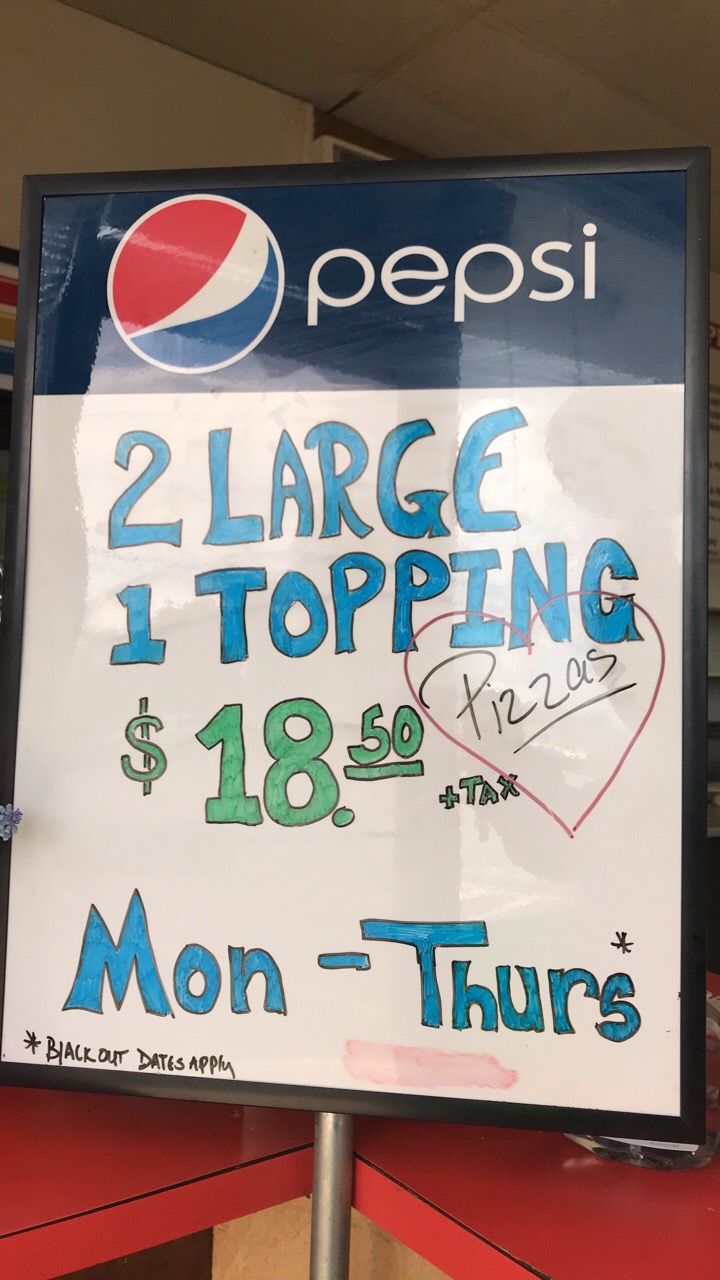 pepsi
2 LARGE
1 TOPPING
Pizzas
$ 18.50
+TAX
Mon - Thurs*
* BlACK OUT DATES APPly